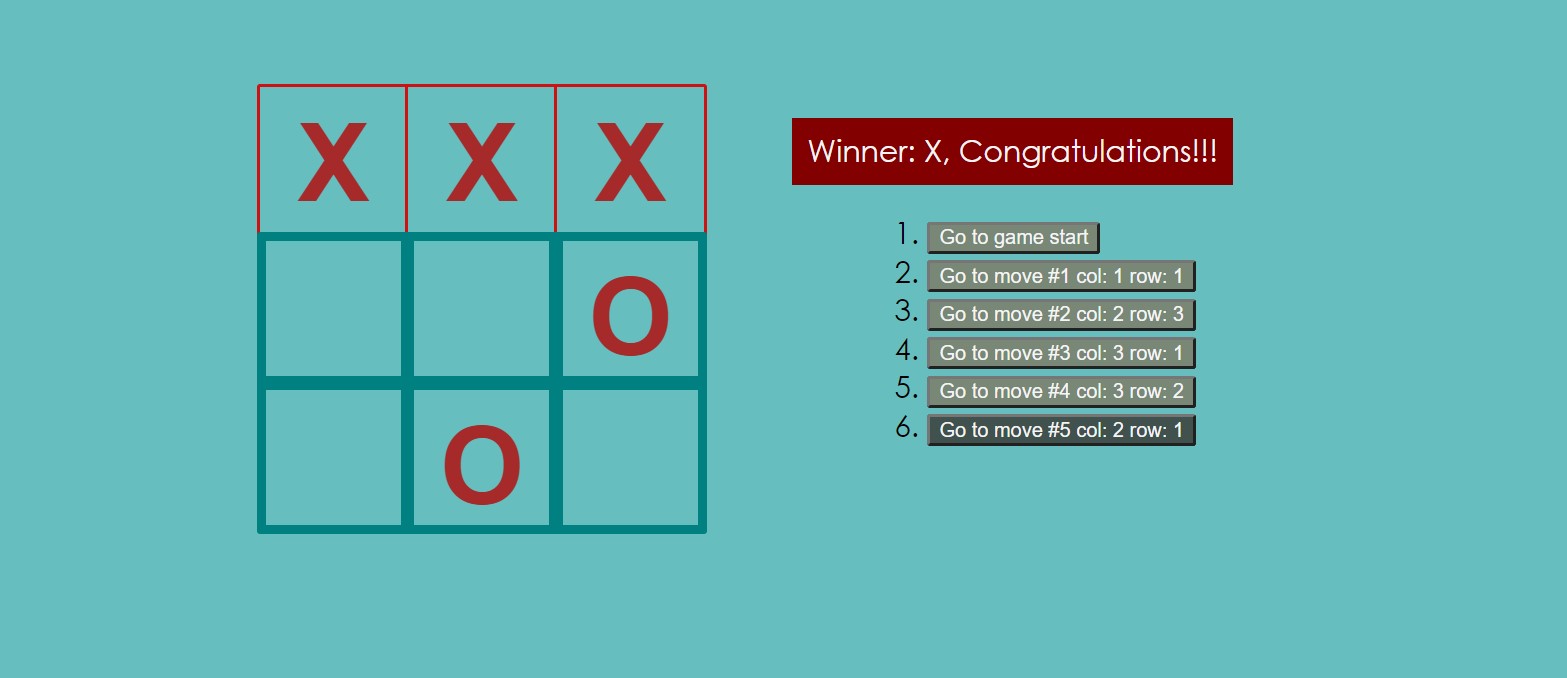 X X X
O
O
Winner: X, Congratulations!!!
1. Go to game start
2. Go to move #1 col: 1 row: 1
3. Go to move #2 col: 2 row: 3
4. Go to move #3 col: 3 row: 1
5. Go to move #4 col: 3 row: 2
6. Go to move #5 col: 2 row: 1